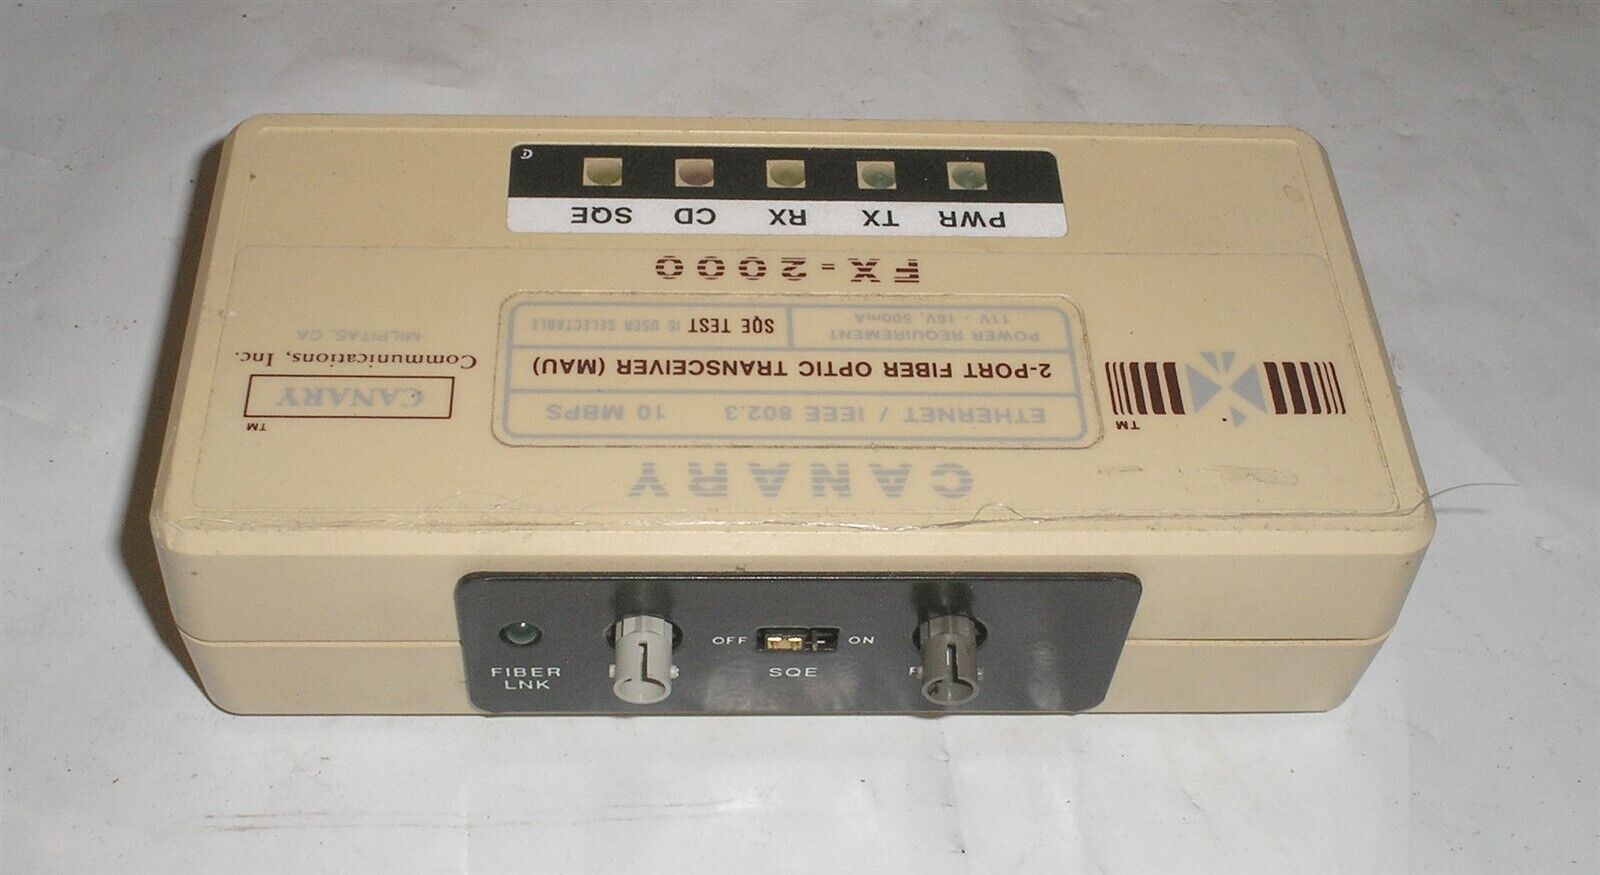 CANARY
TM
TM
ETHERNET / IEEE 802.3 10 MBPS
2-PORT FIBER OPTIC TRANSCEIVER (MAU)
POWER REQUIREMENT
11V - 18V, 500mA
SQE TEST IS USER SELECTABLE
CANARY
Communications, Inc.
MILPITAS, CA
FX-2000
PWR TX RX CD SQE
FIBER
LNK
OFF ON
SQE